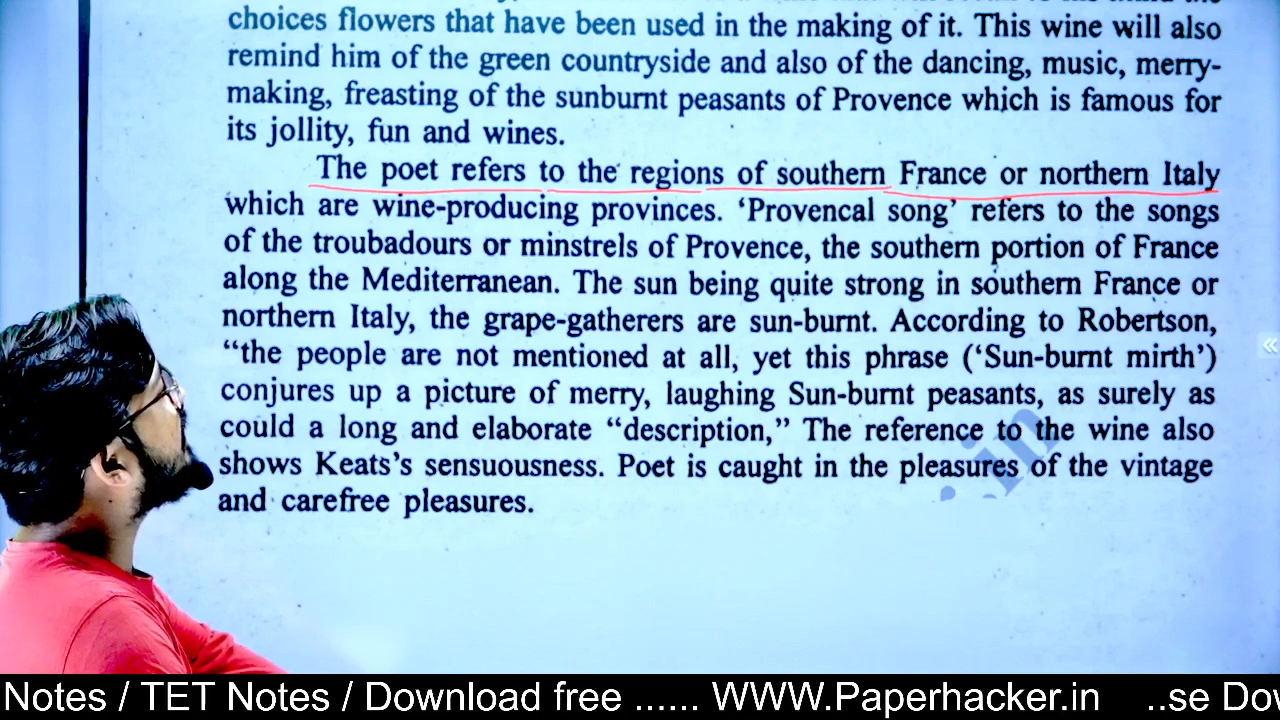 choices flowers that have been used in the making of it. This wine will also
remind him of the green countryside and also of the dancing, music, merry-
making, freasting of the sunburnt peasants of Provence which is famous for
its jollity, fun and wines.
The poet refers to the regions of southern France or northern Italy
which are wine-producing provinces. ‘Provencal song’ refers to the songs
of the troubadours or minstrels of Provence, the southern portion of France
along the Mediterranean. The sun being quite strong in southern France or
northern Italy, the grape-gatherers are sun-burnt. According to Robertson,
“the people are not mentioned at all, yet this phrase (‘Sun-burnt mirth’)
conjures up a picture of merry, laughing Sun-burnt peasants, as surely as
could a long and elaborate “description,” The reference to the wine also
shows Keats’s sensuousness. Poet is caught in the pleasures of the vintage
and carefree pleasures.
.in
Notes / TET Notes / Download free ...... WWW.Paperhacker.in ..se Dow